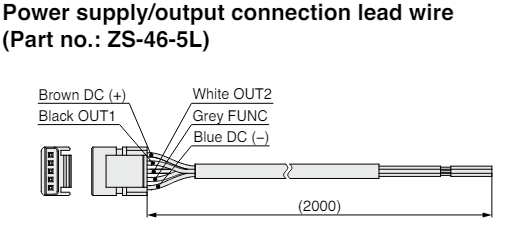 Power supply/output connection lead wire
(Part no.: ZS-46-5L)
Brown DC (+)
Black OUT1
White OUT2
Grey FUNC
Blue DC (−)
(2000)